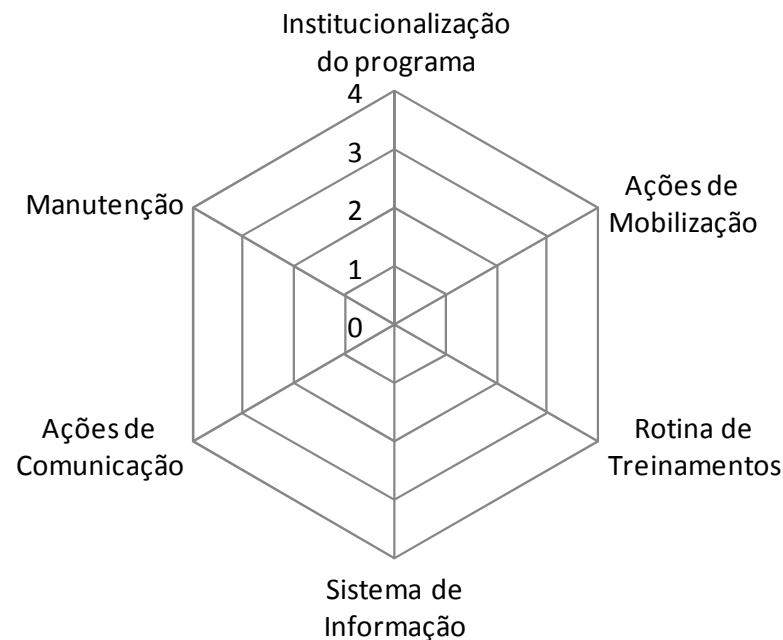 Institucionalização
do programa
4
3
2
1
0
Ações de
Mobilização
Rotina de
Treinamentos
Sistema de
Informação
Ações de
Comunicação
Manutenção